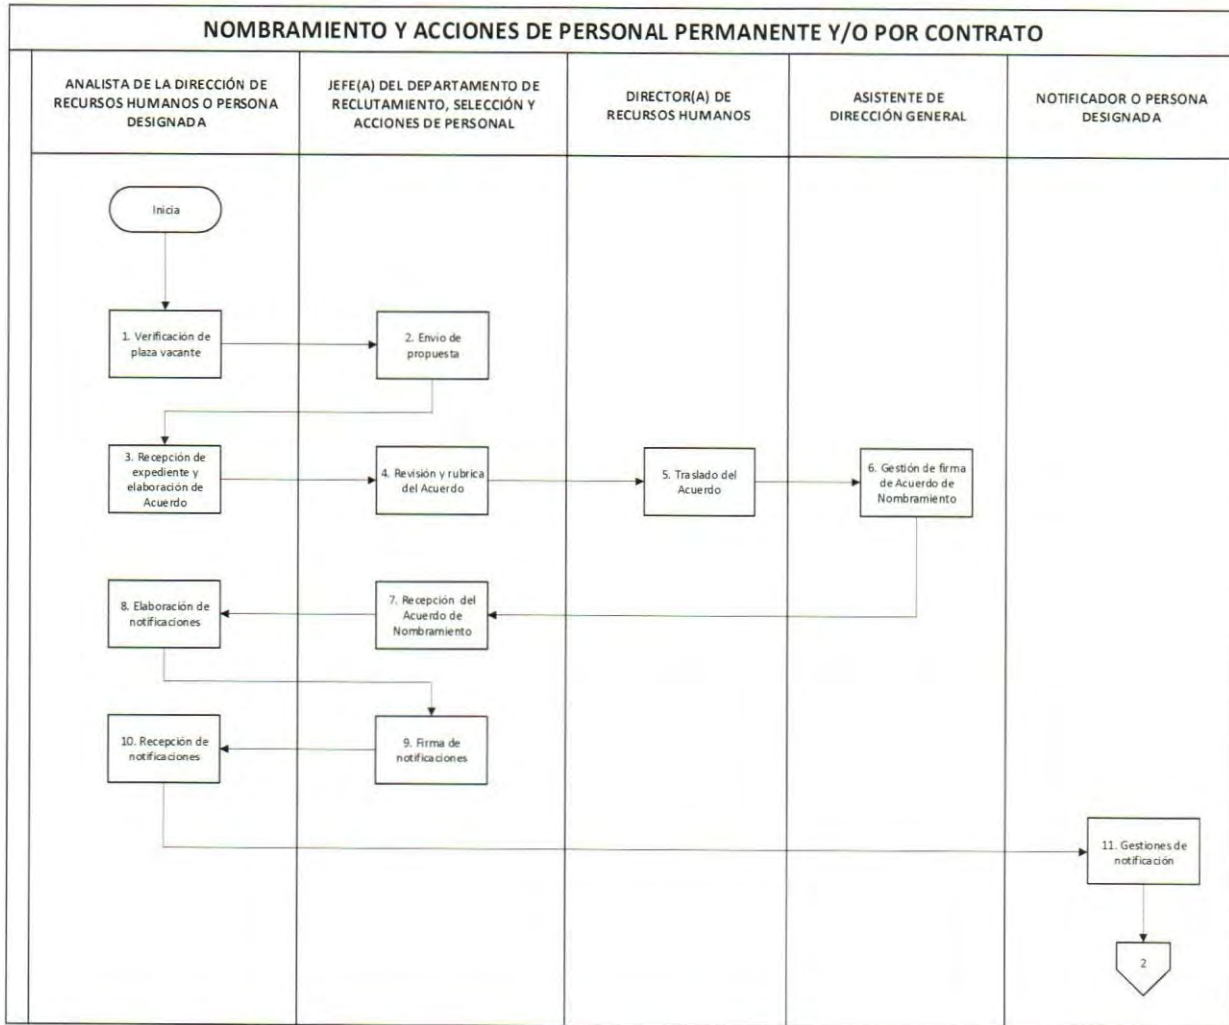 NOMBRAMIENTO Y ACCIONES DE PERSONAL PERMANENTE Y/O POR CONTRATO
ANALISTA DE LA DIRECCIÓN DE
RECURSOS HUMANOS O PERSONA
DESIGNADA
JEFE(A) DEL DEPARTAMENTO DE
RECLUTAMIENTO, SELECCIÓN Y
ACCIONES DE PERSONAL
DIRECTOR(A) DE
RECURSOS HUMANOS
ASISTENTE DE
DIRECCIÓN GENERAL
NOTIFICADOR O PERSONA
DESIGNADA
Inicia
1. Verificación de
plaza vacante
2. Envio de
propuesta
3. Recepción de
expediente y
elaboración de
Acuerdo
4. Revisión y rubrica
del Acuerdo
5. Traslado del
Acuerdo
6. Gestión de firma
de Acuerdo de
Nombramiento
7. Recepción del
Acuerdo de
Nombramiento
8. Elaboración de
notificaciones
9. Firma de
notificaciones
10. Recepción de
notificaciones
11. Gestiones de
notificación
2